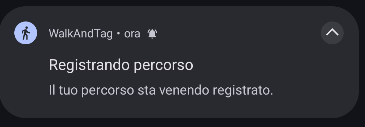 WalkAndTag • ora
Registrando percorso
Il tuo percorso sta venendo registrato.